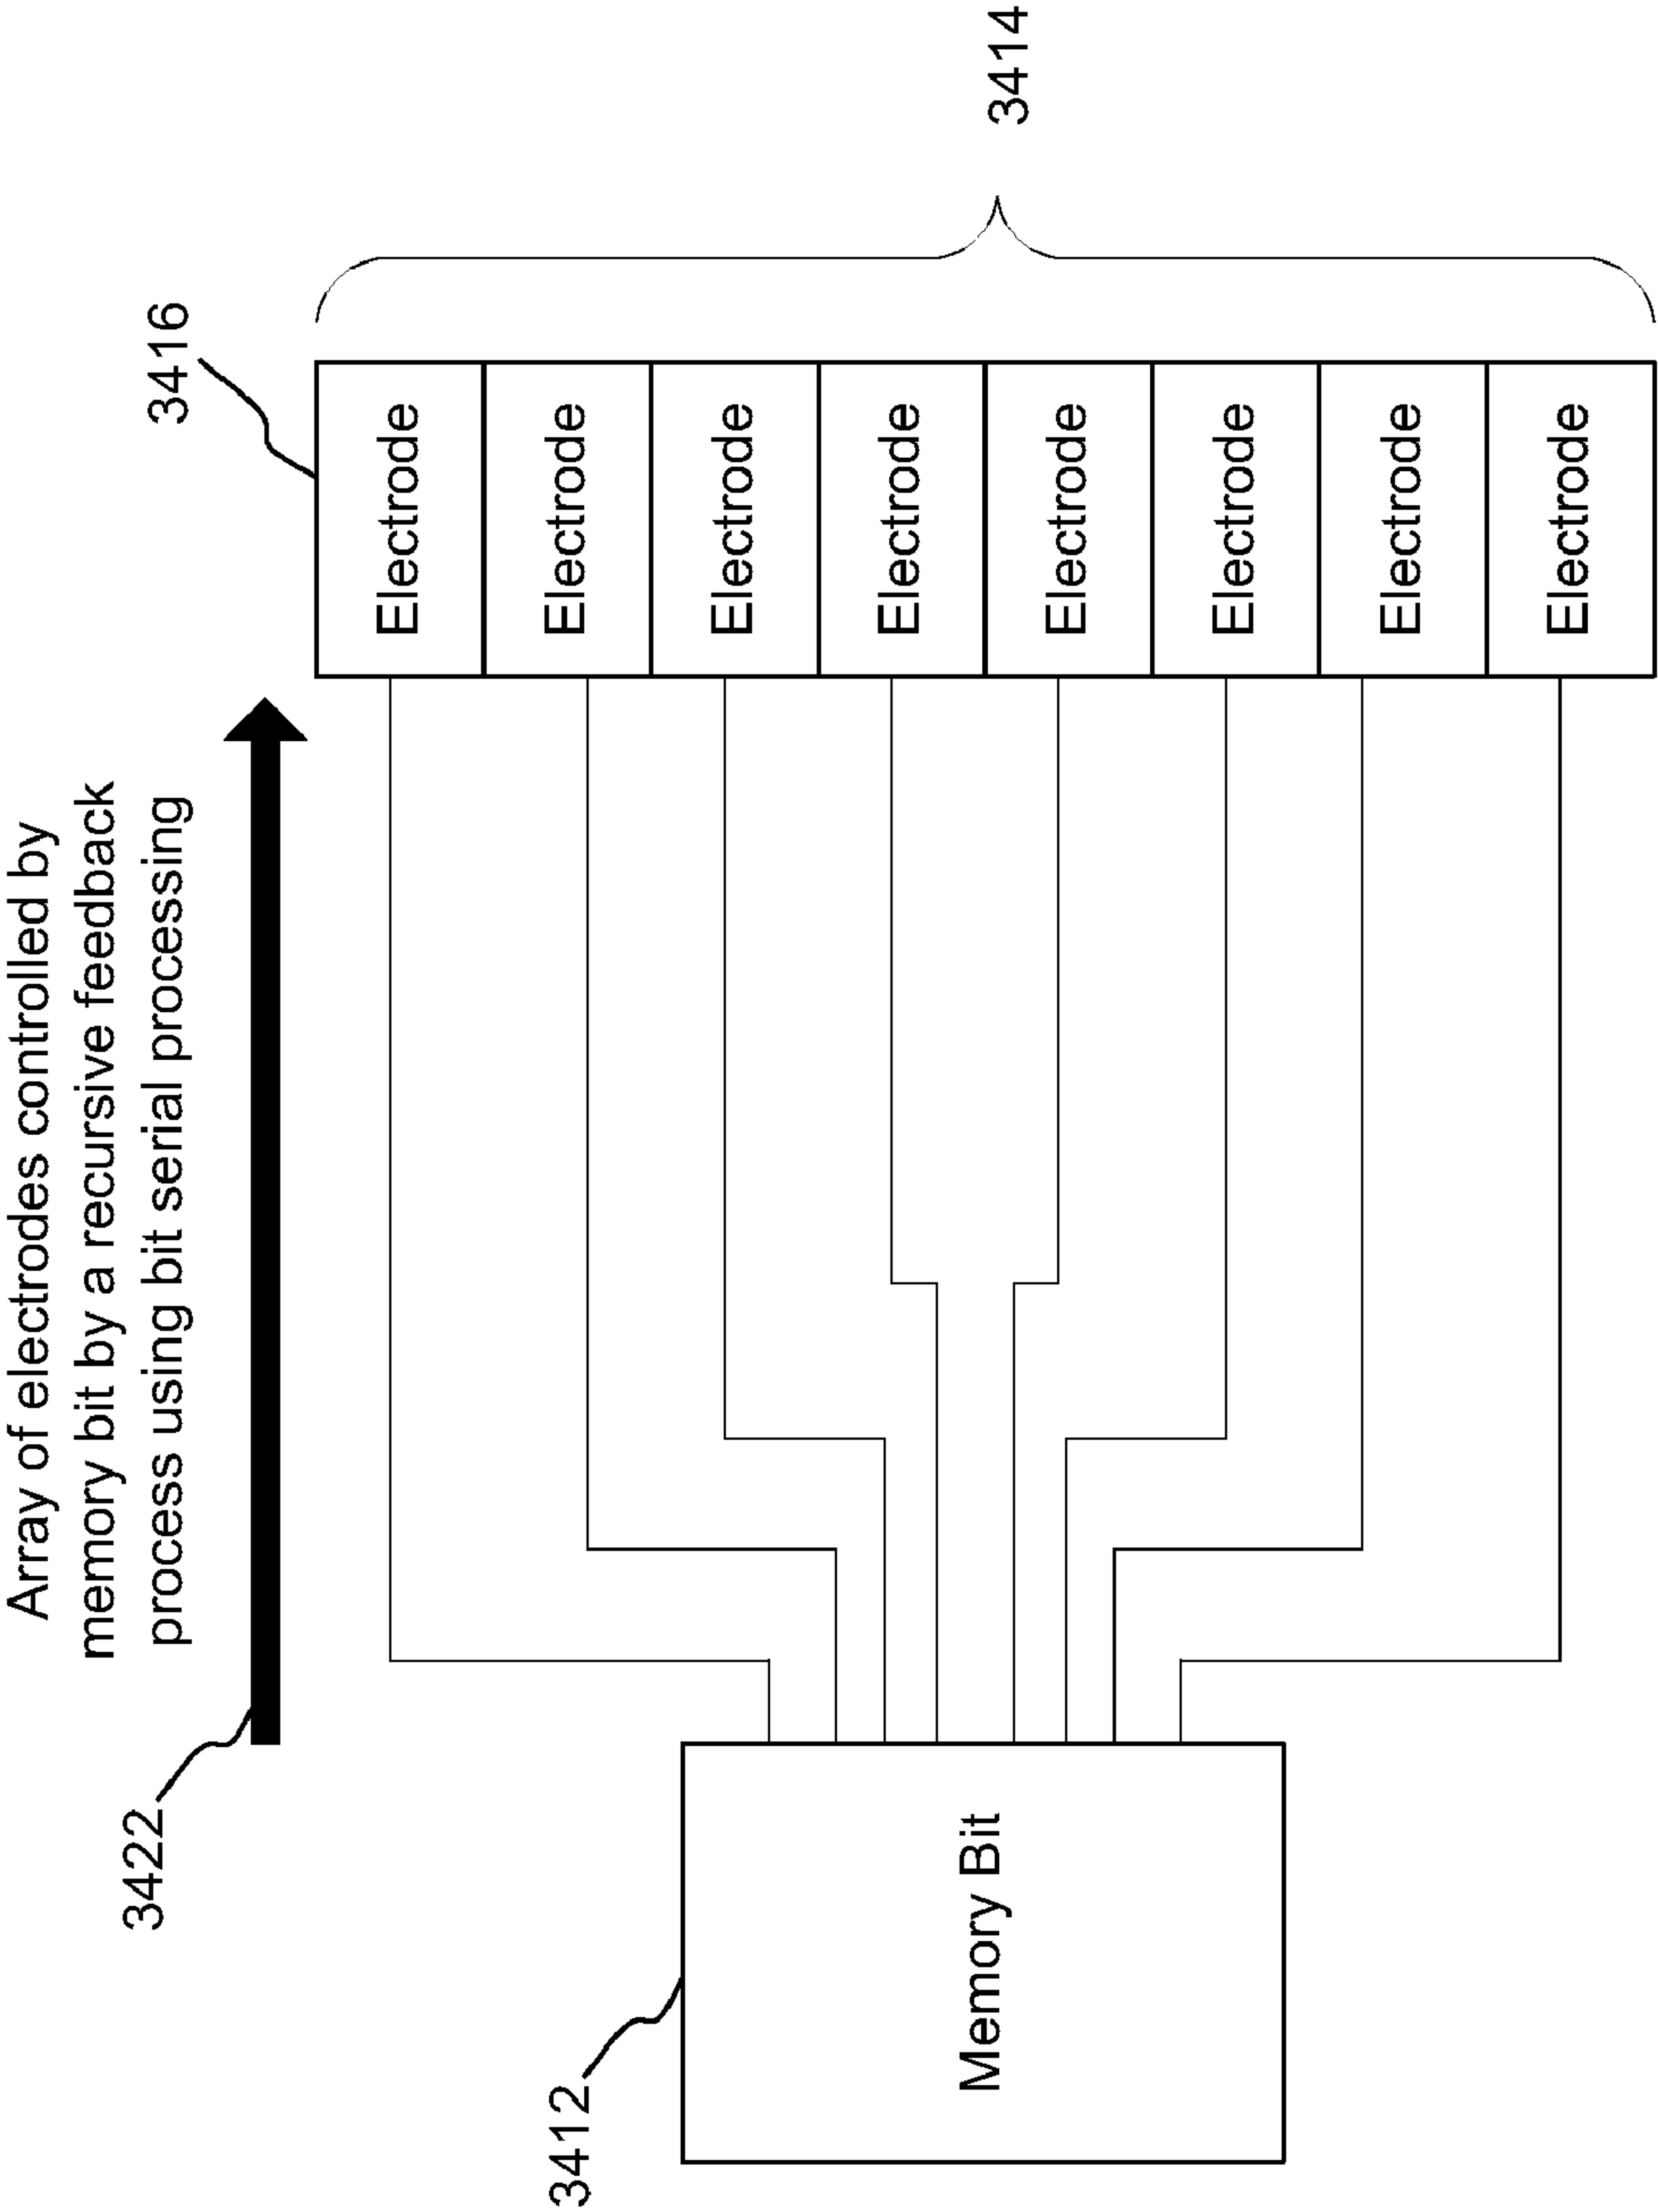 Array of electrodes controlled by
memory bit by a recursive feedback
process using bit serial processing
3422
3416
3412
Memory Bit
Electrode
Electrode
Electrode
Electrode
Electrode
Electrode
Electrode
Electrode
3414